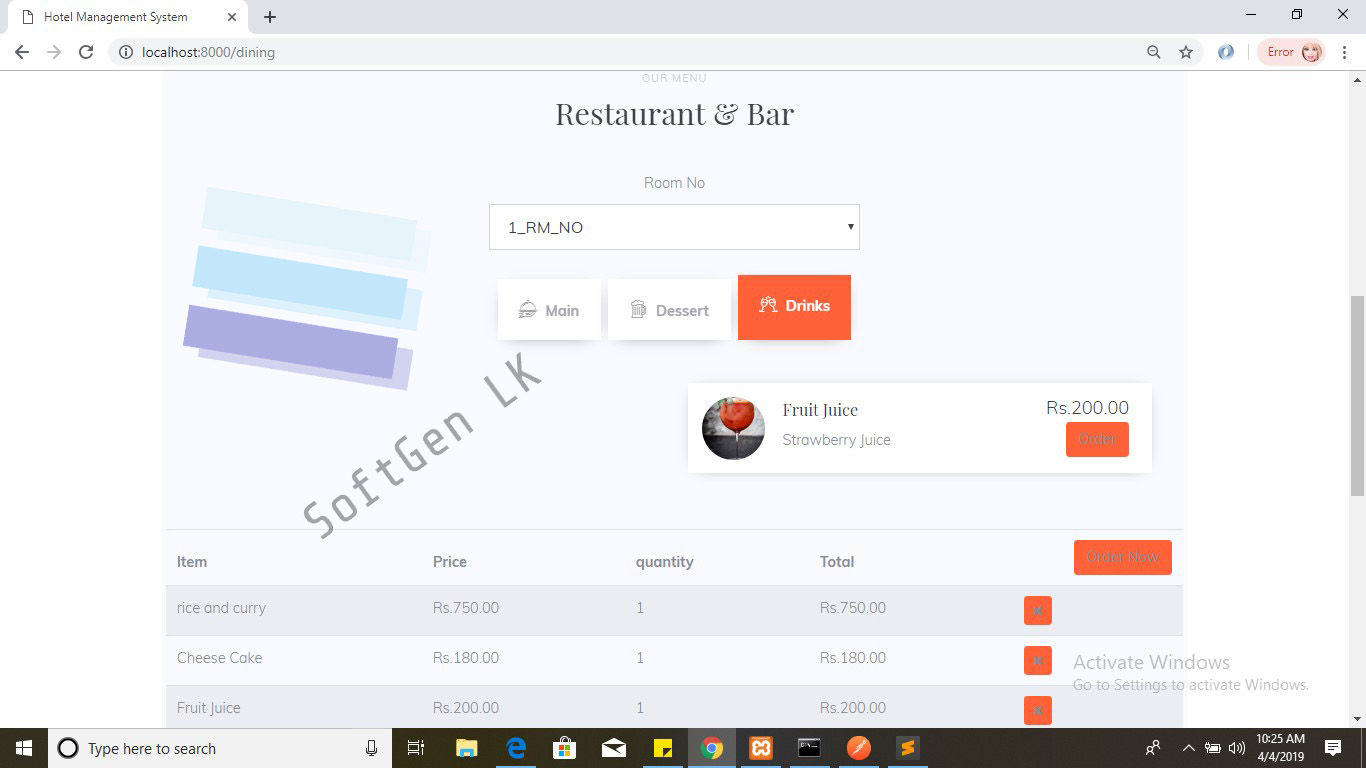 Hotel Management System
localhost:8000/dining
Error
OUR MENU
Restaurant & Bar
Room No
1_RM_NO
Main Dessert Drinks
Fruit Juice Rs.200.00
Strawberry Juice Order
SoftGen LK
Item Price quantity Total Order Now
rice and curry Rs.750.00 1 Rs.750.00 x
Cheese Cake Rs.180.00 1 Rs.180.00 x
Fruit Juice Rs.200.00 1 Rs.200.00 x
Activate Windows
Go to Settings to activate Windows.
Type here to search
10:25 AM
4/4/2019